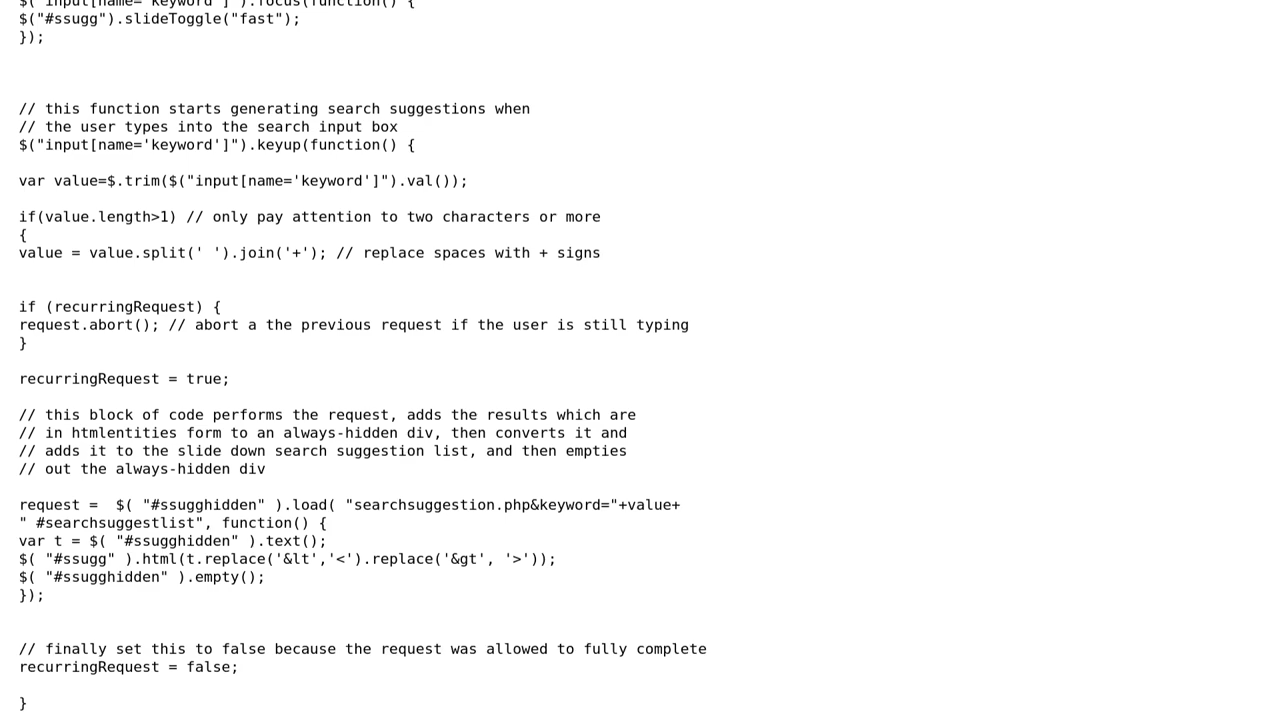 $("input[name='keyword']").focus(function() {
$("#ssugg").slideToggle("fast");
});
// this function starts generating search suggestions when
// the user types into the search input box
$("input[name='keyword']").keyup(function() {
var value=$.trim($("input[name='keyword']").val());
if(value.length>1) // only pay attention to two characters or more
{
value = value.split(' ').join('+'); // replace spaces with + signs
if (recurringRequest) {
request.abort(); // abort a the previous request if the user is still typing
}
recurringRequest = true;
// this block of code performs the request, adds the results which are
// in htmlentities form to an always-hidden div, then converts it and
// adds it to the slide down search suggestion list, and then empties
// out the always-hidden div
request =  $( "#ssugghidden" ).load( "searchsuggestion.php&keyword="+value+
" #searchsuggestlist", function() {
var t = $( "#ssugghidden" ).text();
$( "#ssugg" ).html(t.replace('&lt','<').replace('&gt', '>'));
$( "#ssugghidden" ).empty();
});
// finally set this to false because the request was allowed to fully complete
recurringRequest = false;
}